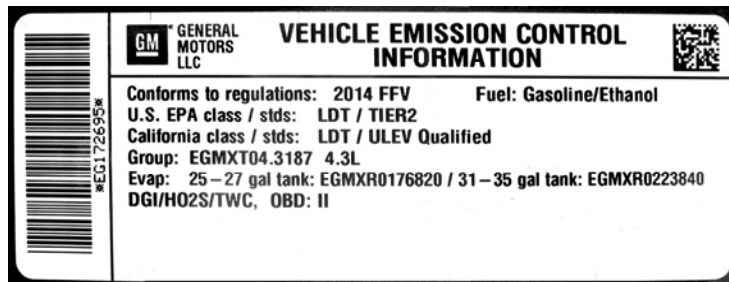 *EG172695*
GM
GENERAL
MOTORS
LLC
VEHICLE EMISSION CONTROL
INFORMATION
Conforms to regulations: 2014 FFV Fuel: Gasoline/Ethanol
U.S. EPA class / stds: LDT / TIER2
California class / stds: LDT / ULEV Qualified
Group: EGMXT04.3187 4.3L
Evap: 25–27 gal tank: EGMXR0176820 / 31–35 gal tank: EGMXR0223840
DGI/HO2S/TWC, OBD: II